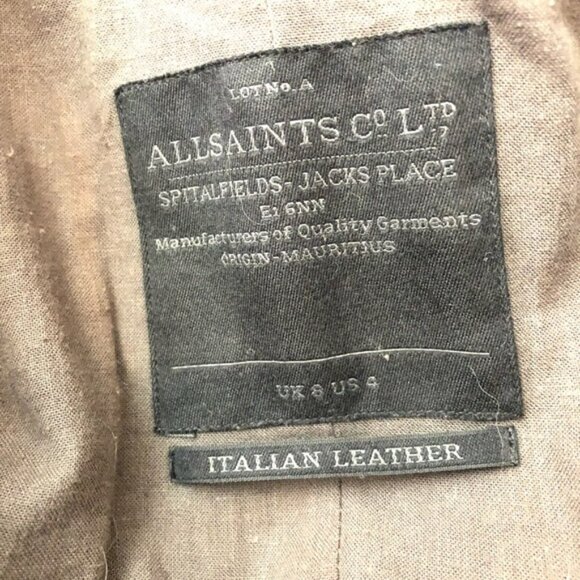 LOT No. A
ALLSAINTS Cº. LTD.
SPITALFIELDS - JACKS PLACE
E1 6NN
Manufacturers of Quality Garments
ORIGIN - MAURITIUS
UK 8 US 4
ITALIAN LEATHER